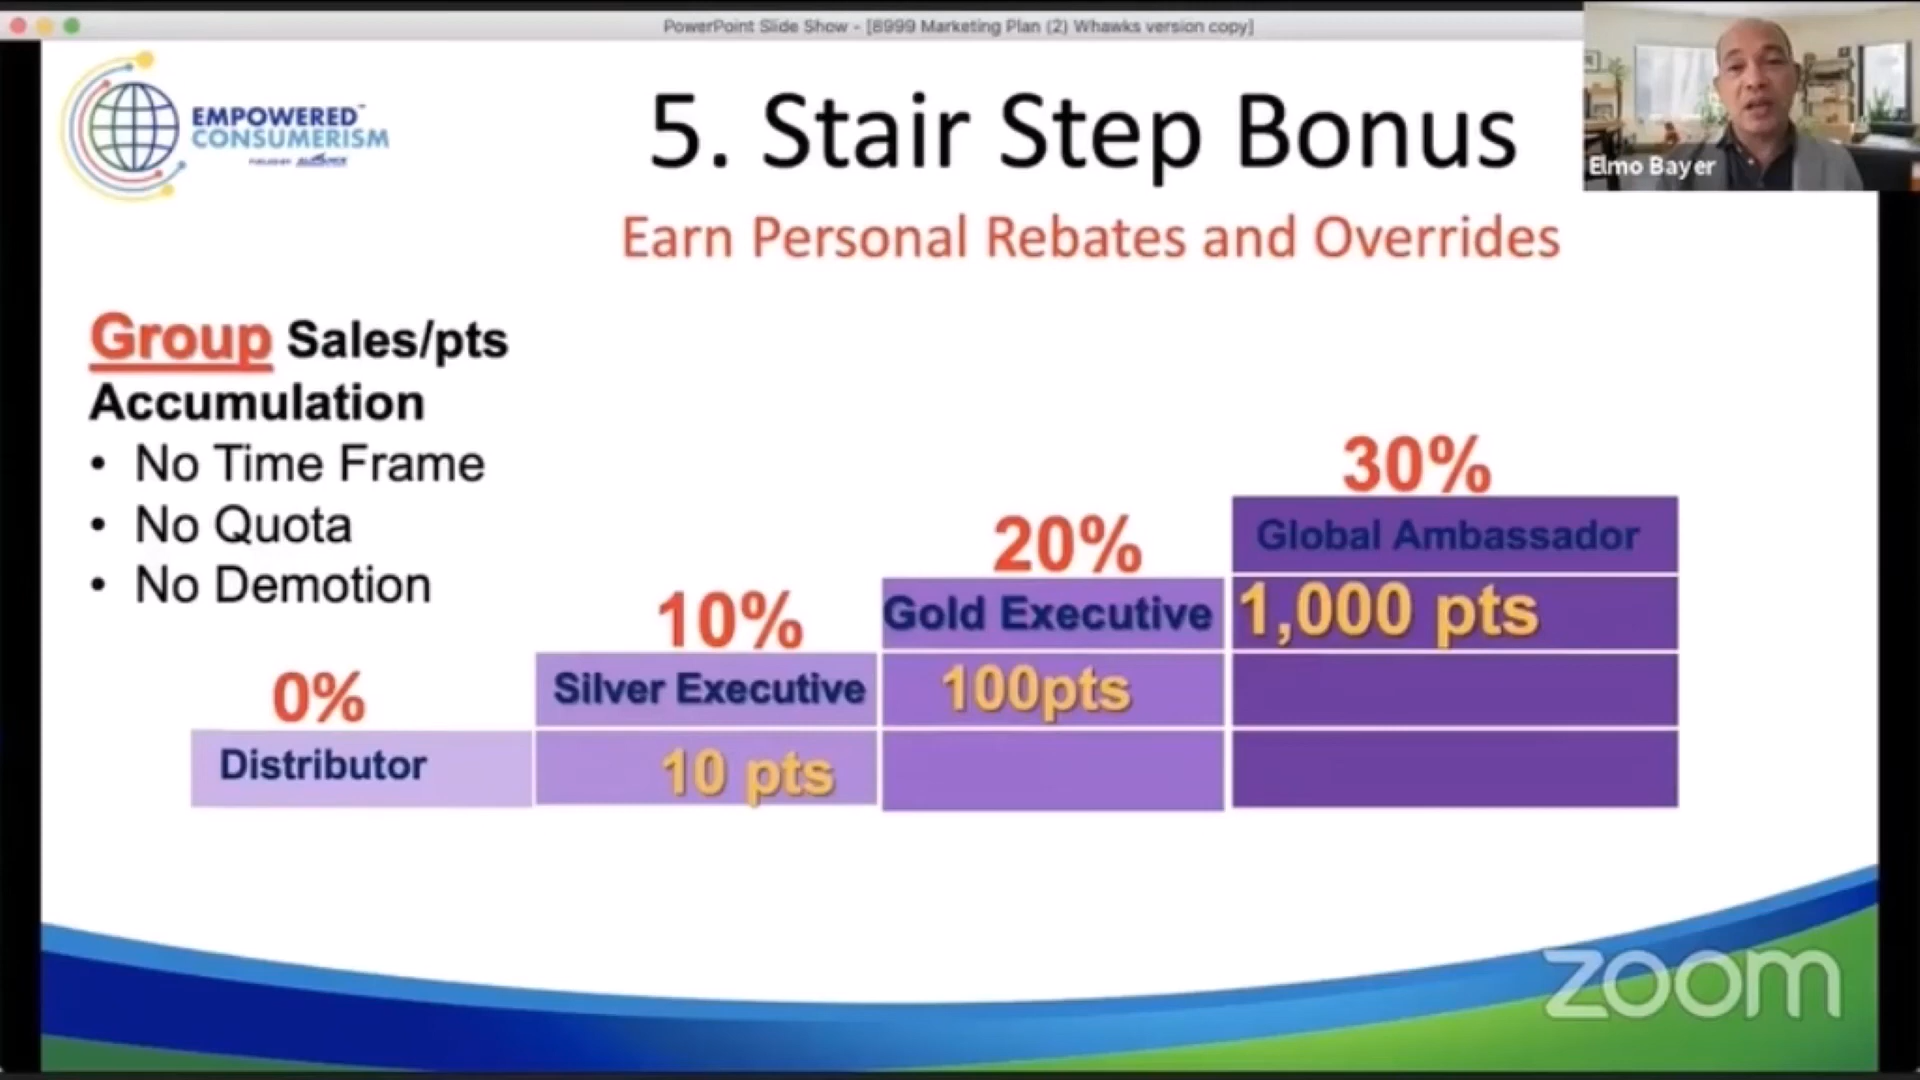 PowerPoint Slide Show - [8999 Marketing Plan (2) Whawks version copy]
EMPOWERED™
CONSUMERISM
5. Stair Step Bonus
Elmo Bayer
Earn Personal Rebates and Overrides
Group Sales/pts
Accumulation
• No Time Frame
• No Quota
• No Demotion
30%
Global Ambassador
1,000 pts
20%
Gold Executive
100pts
10%
Silver Executive
10 pts
0%
Distributor
zoom